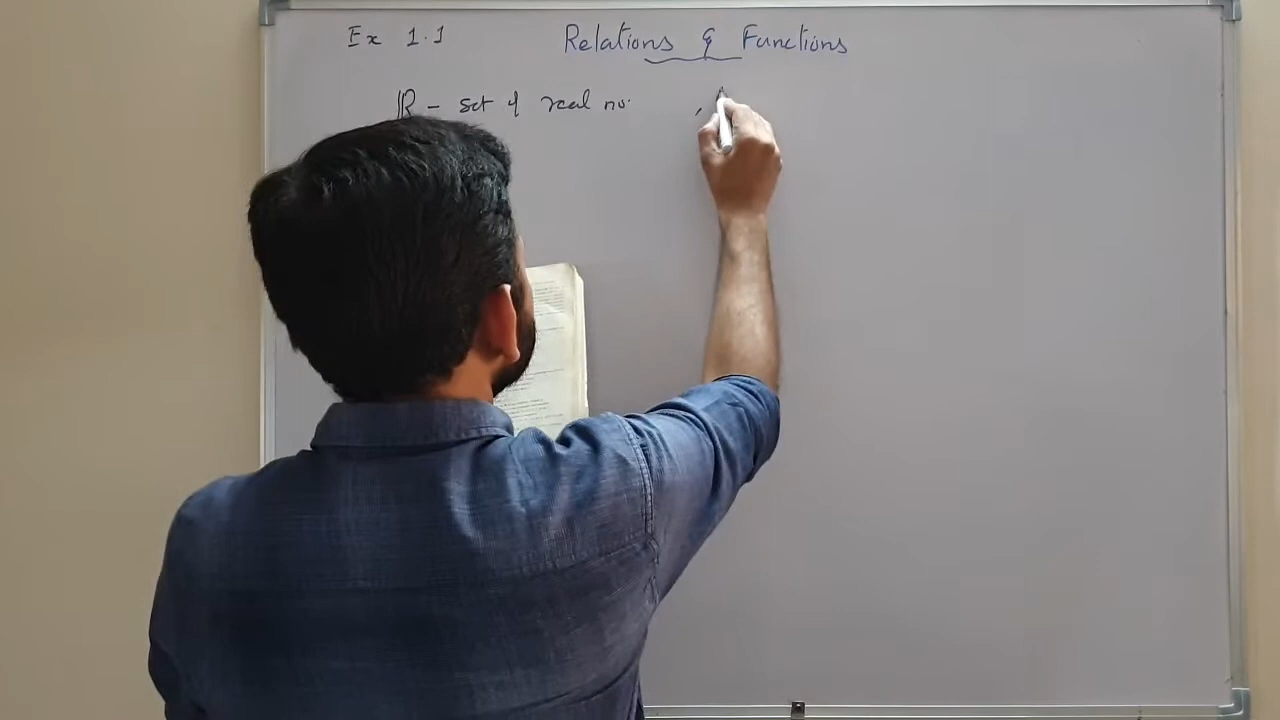 Ex 1.1
Relations & Functions
ℝ - set of real no.